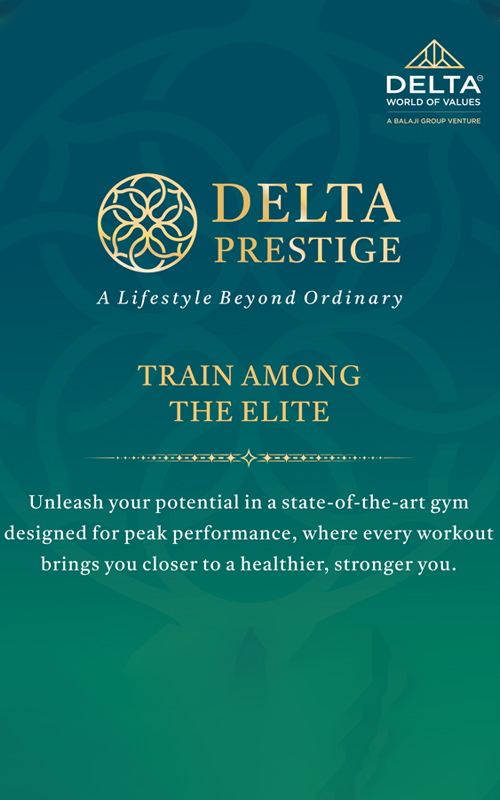 DELTA
WORLD OF VALUES
A BALAJI GROUP VENTURE
DELTA
PRESTIGE
A Lifestyle Beyond Ordinary
TRAIN AMONG
THE ELITE
Unleash your potential in a state-of-the-art gym
designed for peak performance, where every workout
brings you closer to a healthier, stronger you.